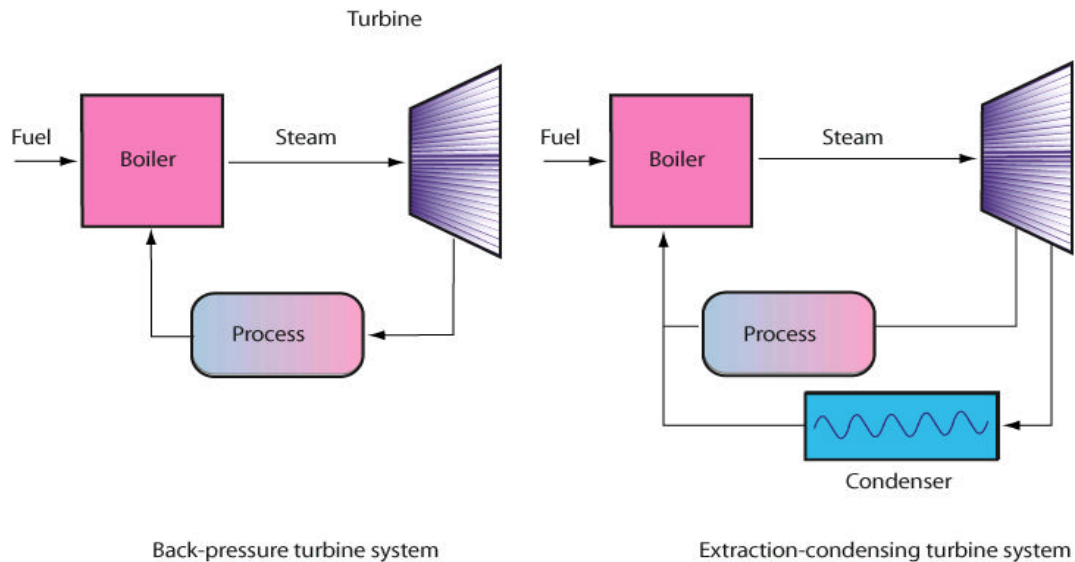 Turbine
Fuel
Boiler
Steam
Process
Back-pressure turbine system
Fuel
Boiler
Steam
Process
Condenser
Extraction-condensing turbine system